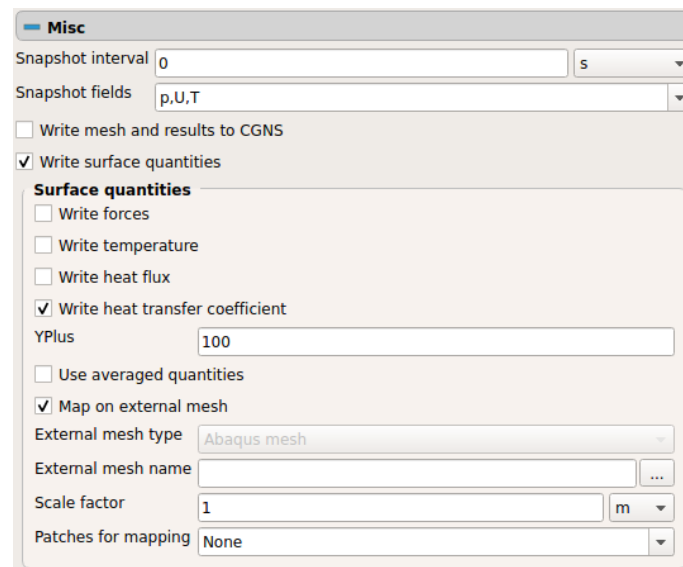 Misc
Snapshot interval 0 s
Snapshot fields p,U,T
Write mesh and results to CGNS
Write surface quantities
Surface quantities
Write forces
Write temperature
Write heat flux
Write heat transfer coefficient
YPlus 100
Use averaged quantities
Map on external mesh
External mesh type Abaqus mesh
External mesh name ...
Scale factor 1 m
Patches for mapping None